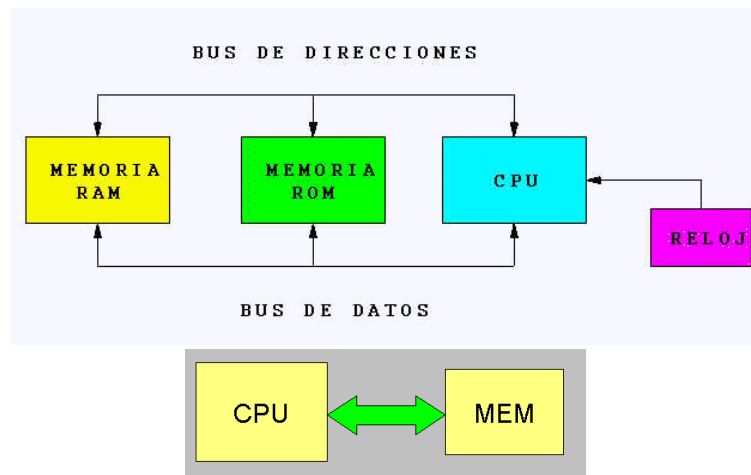 BUS DE DIRECCIONES
MEMORIA
RAM
MEMORIA
ROM
CPU
RELOJ
BUS DE DATOS
CPU
MEM